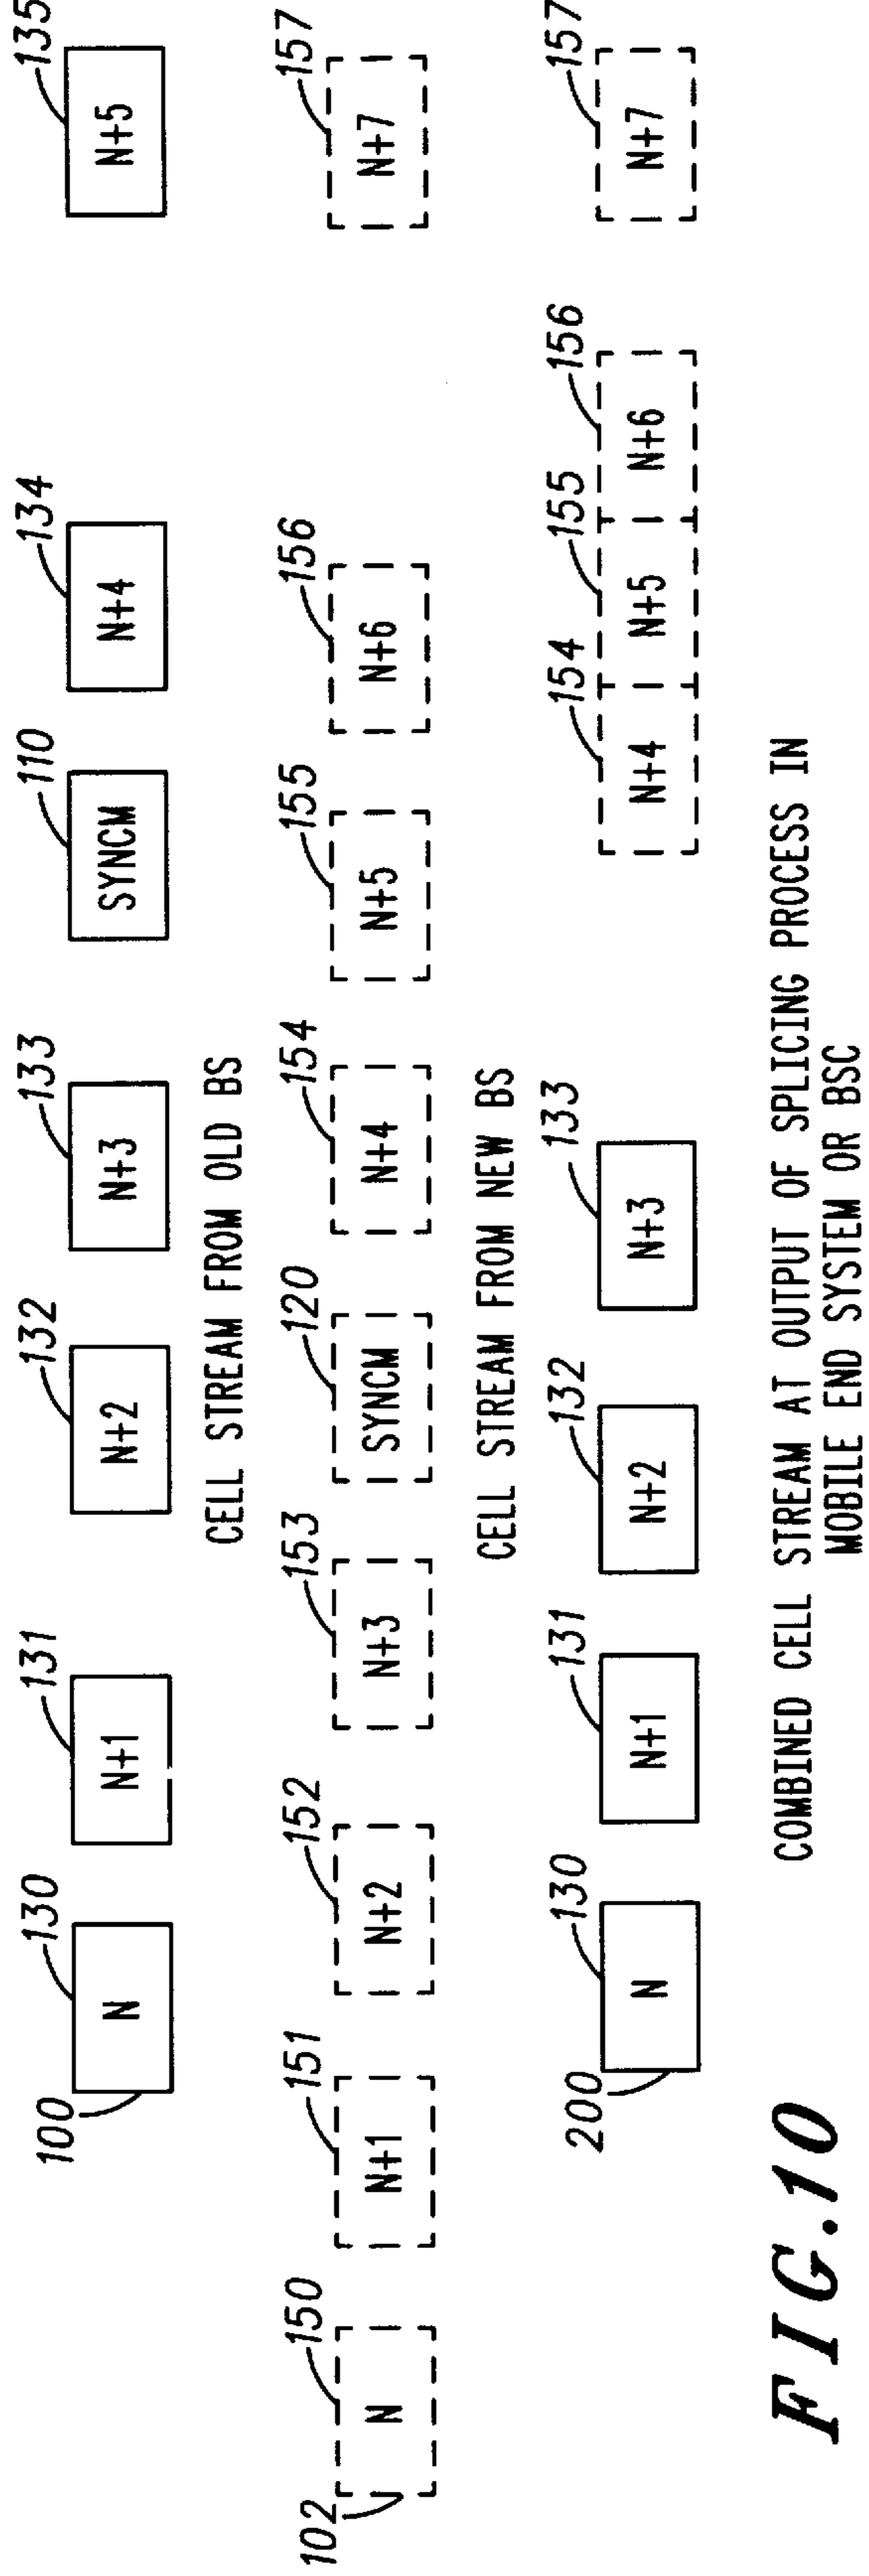 130 131 132 133 110 134 135
100 N N+1 N+2 N+3 SYNCM N+4 N+5
CELL STREAM FROM OLD BS
150 151 152 153 120 154 155 156 157
102 N N+1 N+2 N+3 SYNCM N+4 N+5 N+6 N+7
CELL STREAM FROM NEW BS
130 131 132 133 154 155 156 157
200 N N+1 N+2 N+3 N+4 N+5 N+6 N+7
COMBINED CELL STREAM AT OUTPUT OF SPLICING PROCESS IN
MOBILE END SYSTEM OR BSC
FIG.10